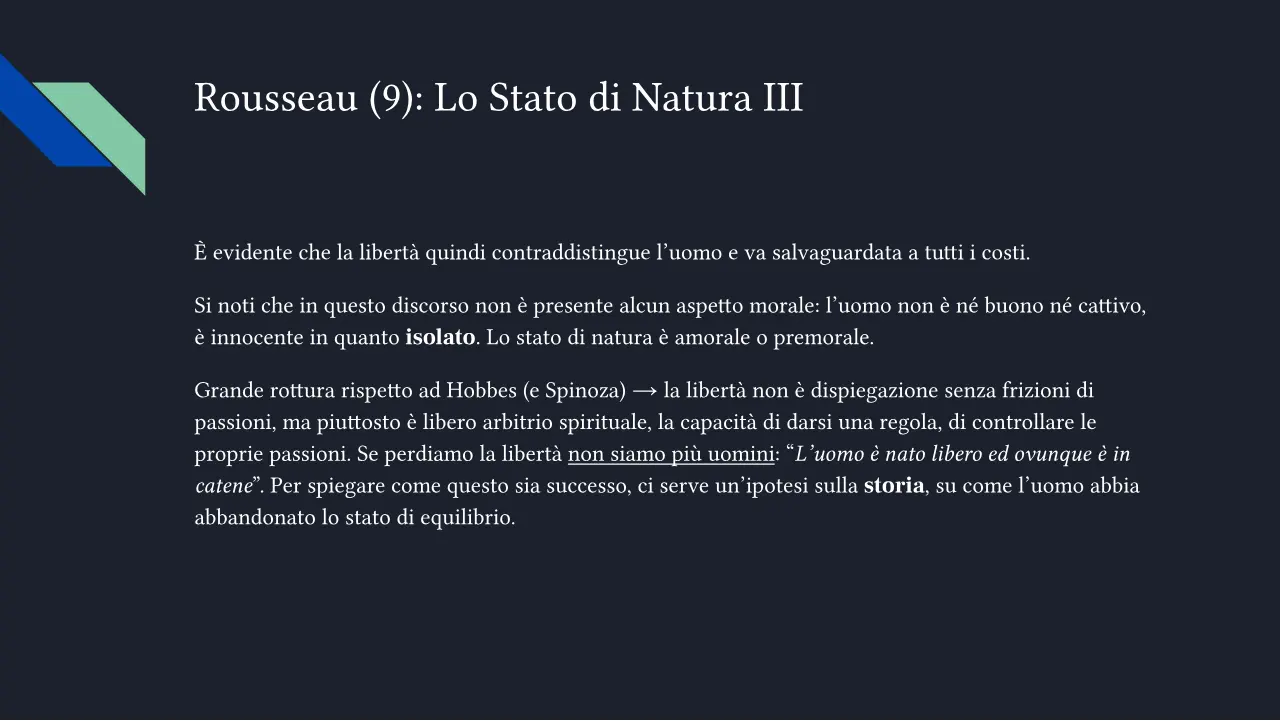 Rousseau (9): Lo Stato di Natura III
È evidente che la libertà quindi contraddistingue l’uomo e va salvaguardata a tutti i costi.
Si noti che in questo discorso non è presente alcun aspetto morale: l’uomo non è né buono né cattivo,
è innocente in quanto isolato. Lo stato di natura è amorale o premorale.
Grande rottura rispetto ad Hobbes (e Spinoza) → la libertà non è dispiegazione senza frizioni di
passioni, ma piuttosto è libero arbitrio spirituale, la capacità di darsi una regola, di controllare le
proprie passioni. Se perdiamo la libertà non siamo più uomini: “L’uomo è nato libero ed ovunque è in
catene”. Per spiegare come questo sia successo, ci serve un’ipotesi sulla storia, su come l’uomo abbia
abbandonato lo stato di equilibrio.